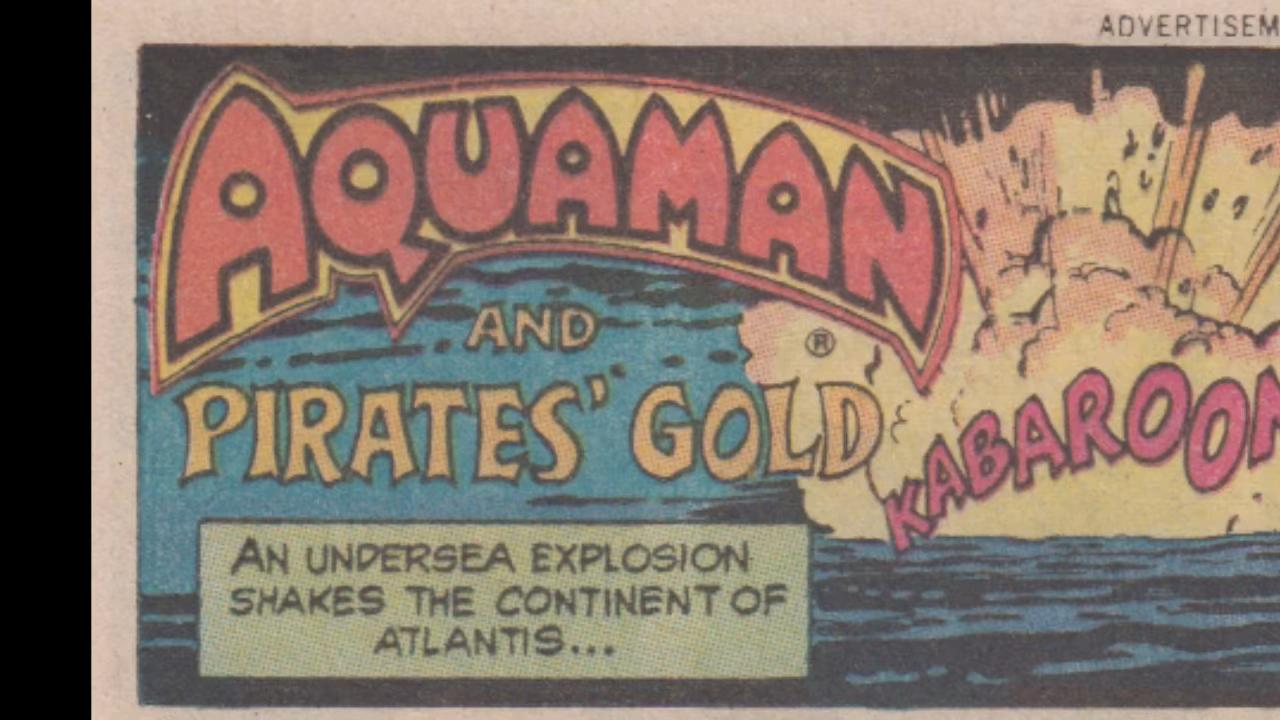 ADVERTISEM
AQUAMAN
AND
®
PIRATES' GOLD
KABAROOM
AN UNDERSEA EXPLOSION
SHAKES THE CONTINENT OF
ATLANTIS...